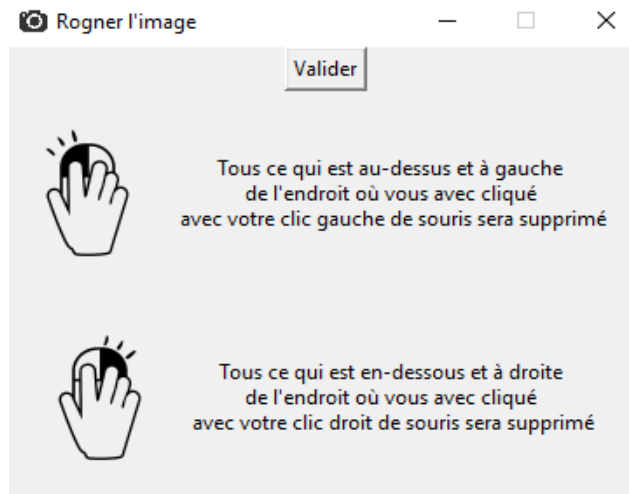 Rogner l'image
Valider
Tous ce qui est au-dessus et à gauche
de l'endroit où vous avec cliqué
avec votre clic gauche de souris sera supprimé
Tous ce qui est en-dessous et à droite
de l'endroit où vous avec cliqué
avec votre clic droit de souris sera supprimé